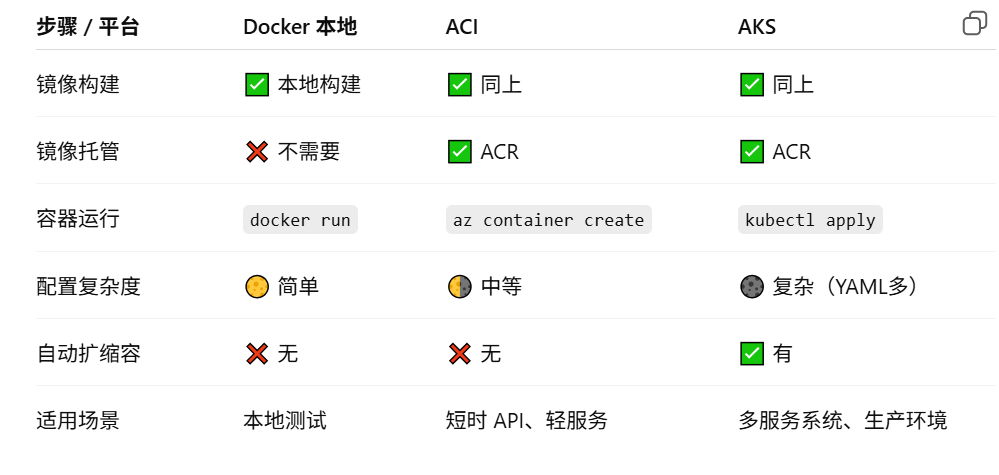 步骤 / 平台 Docker 本地 ACI AKS
镜像构建 ✅ 本地构建 ✅ 同上 ✅ 同上
镜像托管 ❌ 不需要 ✅ ACR ✅ ACR
容器运行 docker run az container create kubectl apply
配置复杂度 🌕 简单 🌗 中等 🌑 复杂（YAML多）
自动扩缩容 ❌ 无 ❌ 无 ✅ 有
适用场景 本地测试 短时 API、轻服务 多服务系统、生产环境